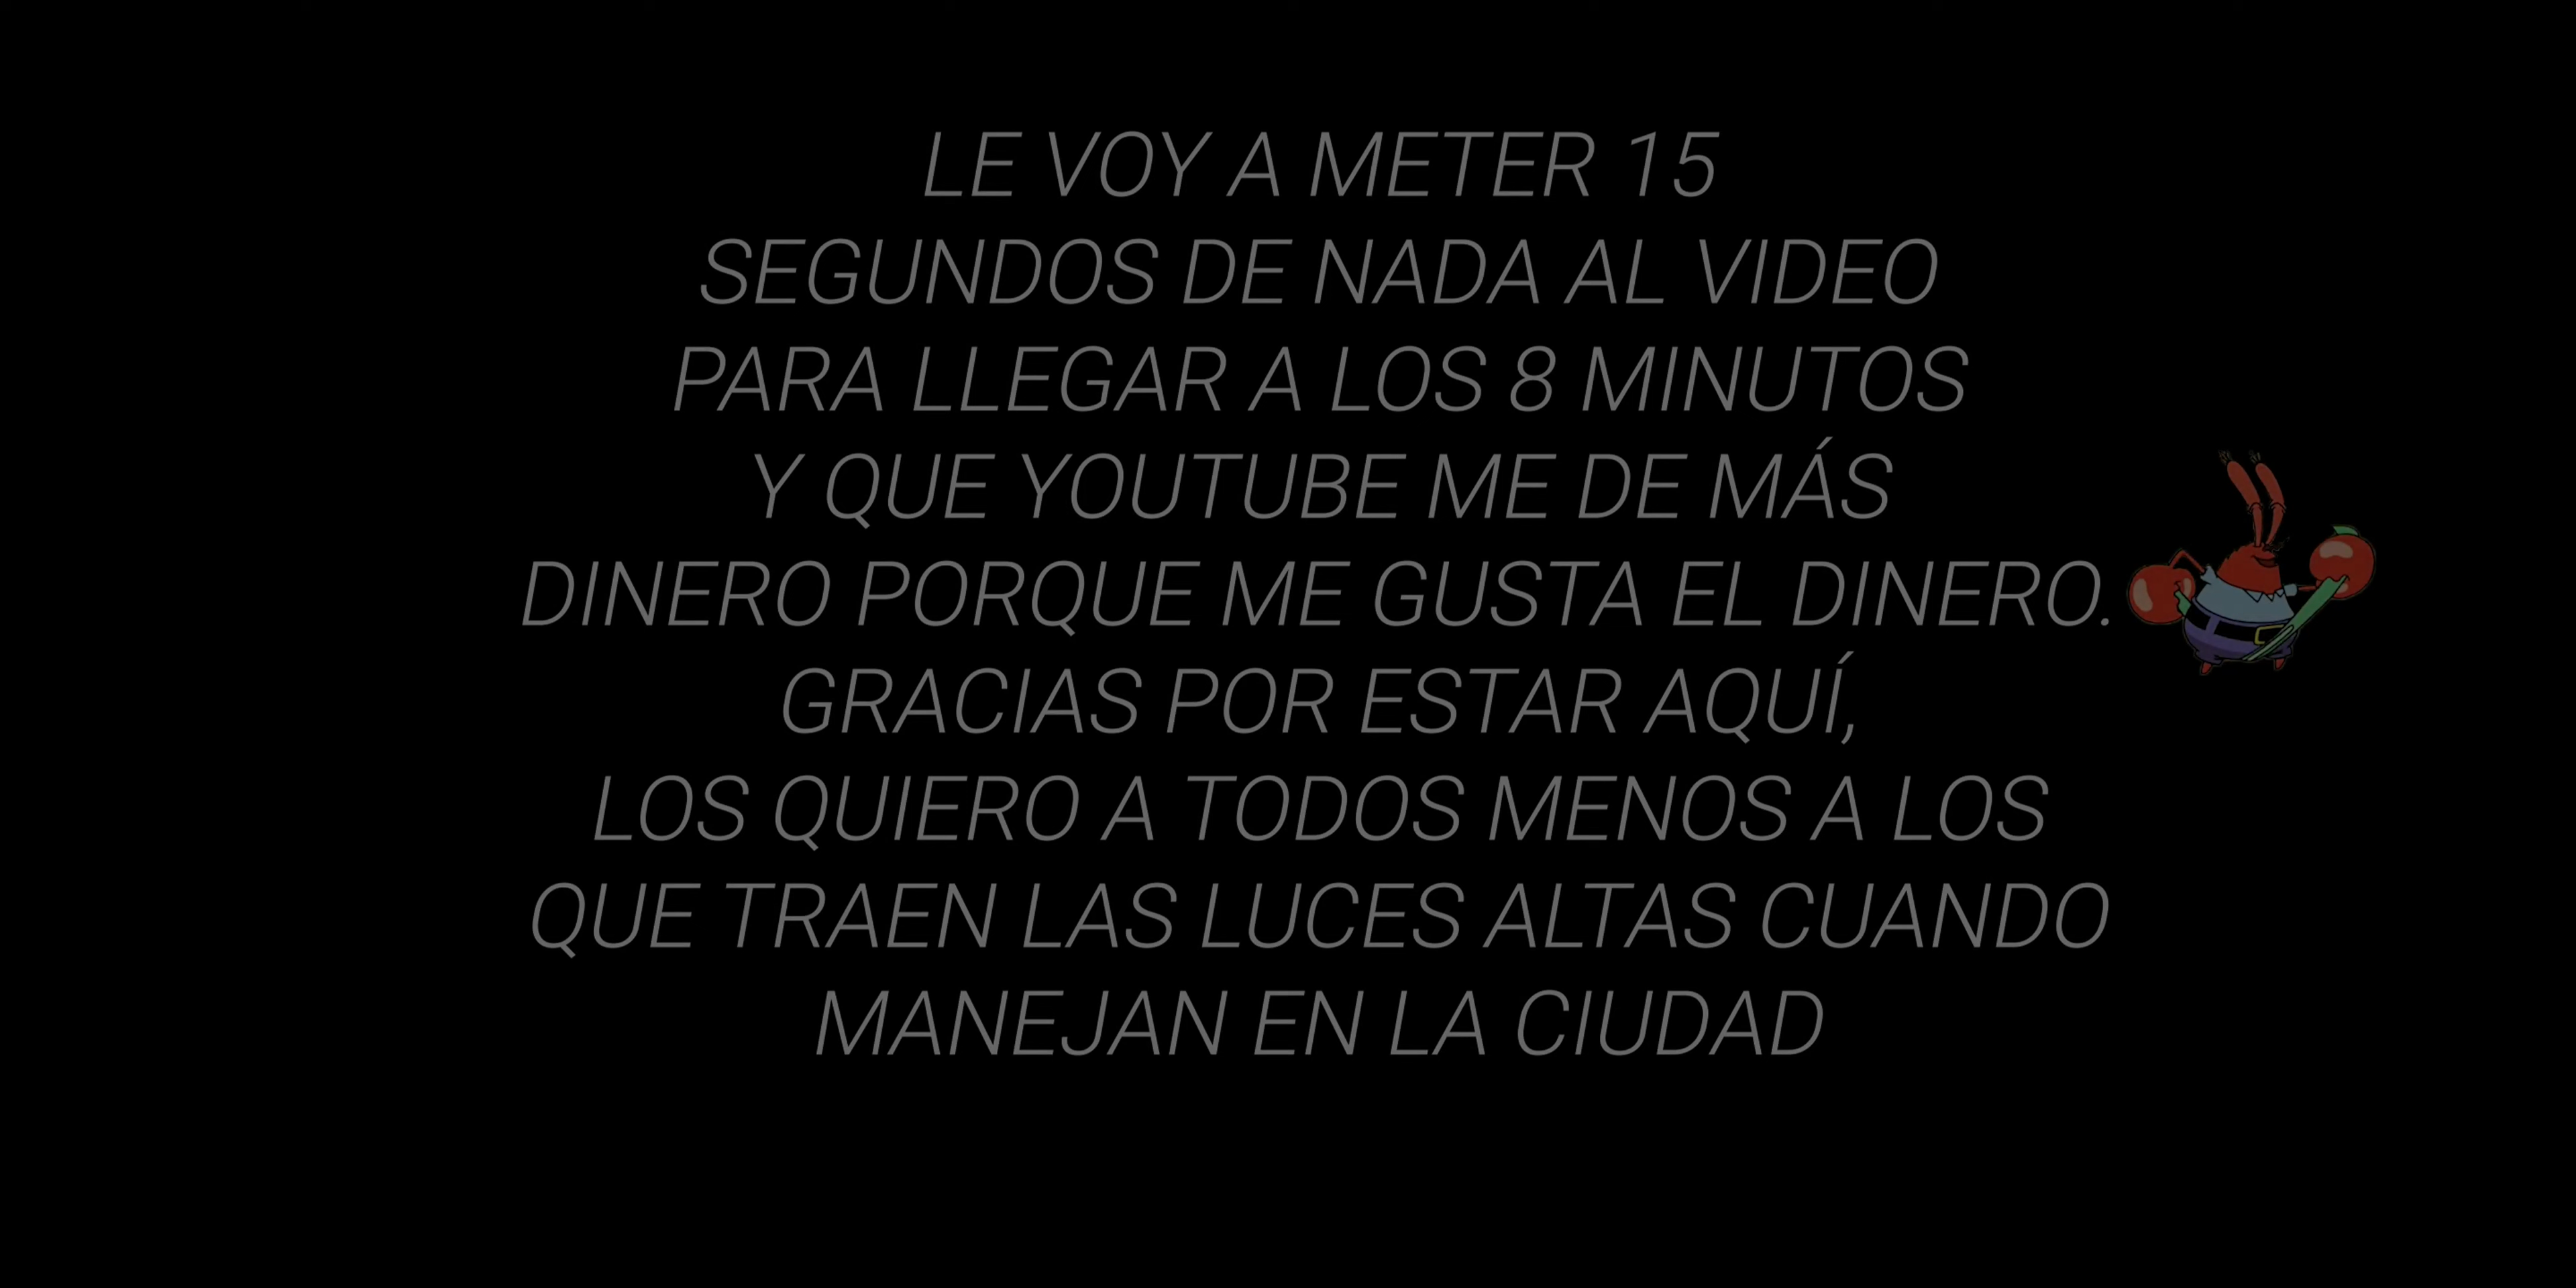 LE VOY A METER 15
SEGUNDOS DE NADA AL VIDEO
PARA LLEGAR A LOS 8 MINUTOS
Y QUE YOUTUBE ME DE MÁS
DINERO PORQUE ME GUSTA EL DINERO.
GRACIAS POR ESTAR AQUÍ,
LOS QUIERO A TODOS MENOS A LOS
QUE TRAEN LAS LUCES ALTAS CUANDO
MANEJAN EN LA CIUDAD